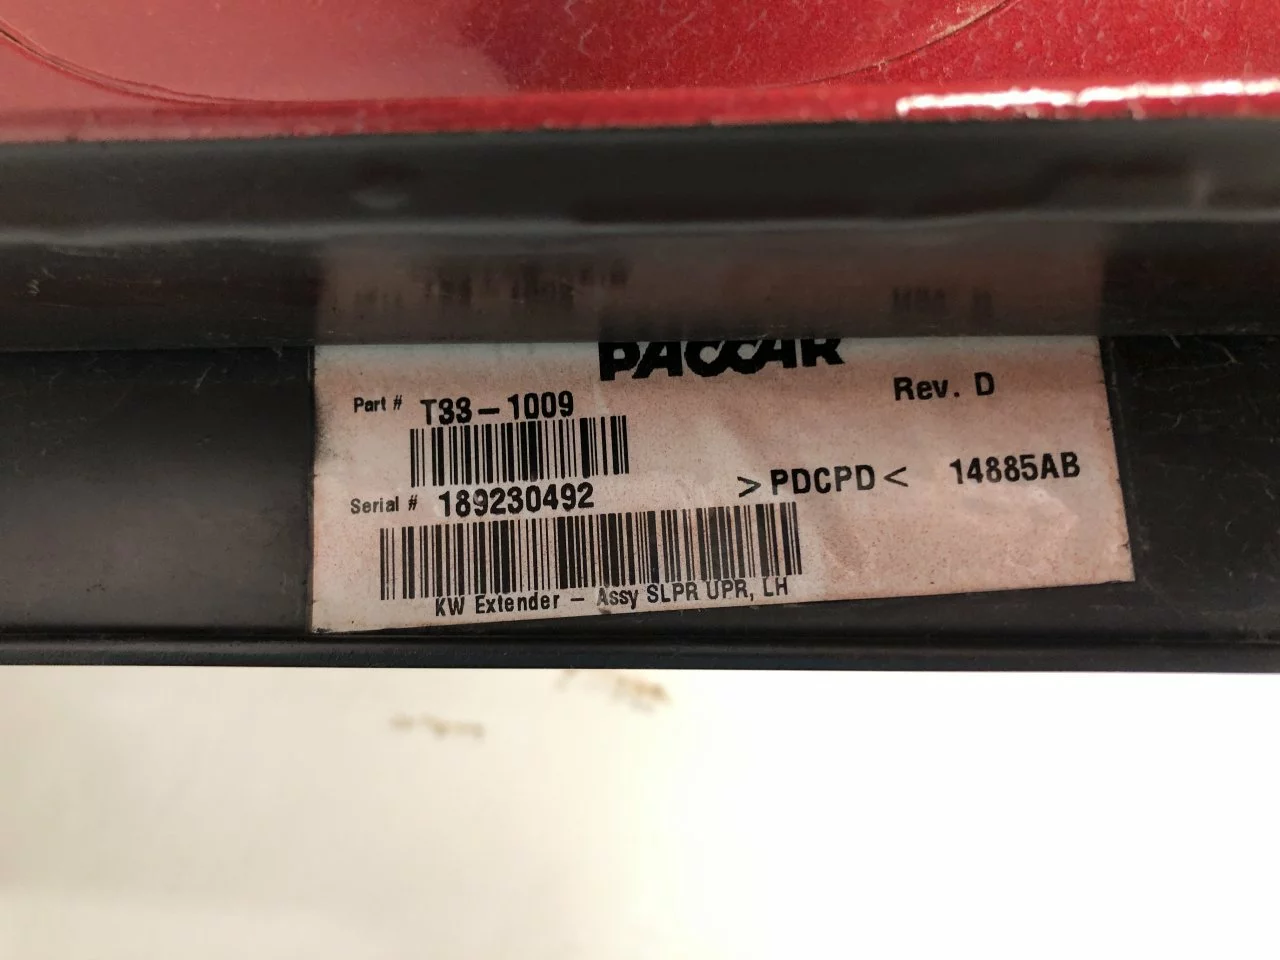 PACCAR
Part # T33-1009
Rev. D
Serial # 189230492
>PDCPD< 14885AB
KW Extender - Assy SLPR UPR, LH